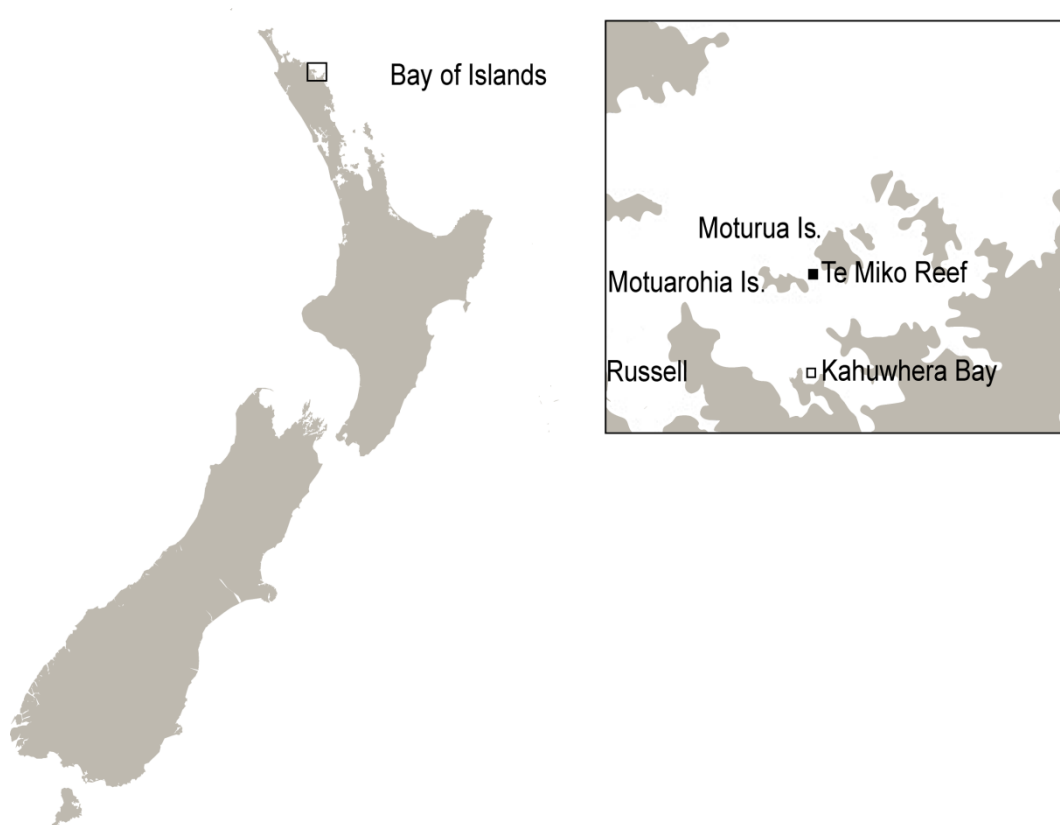 Bay of Islands
Moturua Is.
Te Miko Reef
Motuarohia Is.
Russell
Kahuwhera Bay